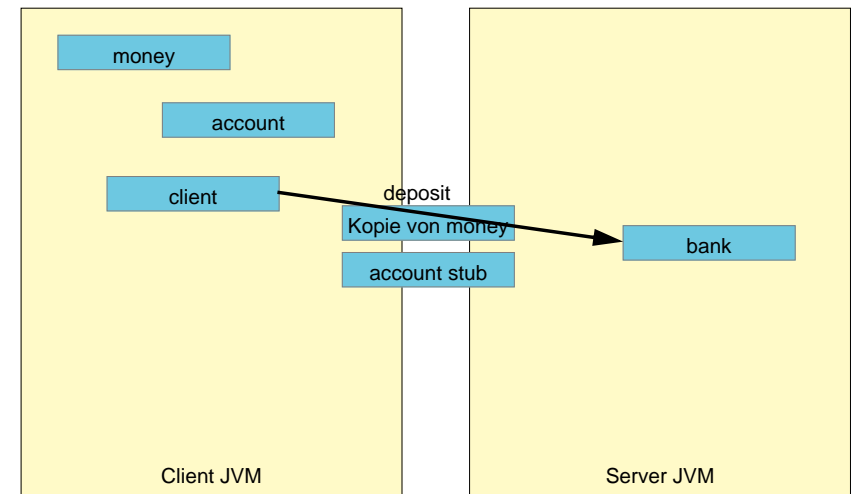 money
account
client
deposit
Kopie von money
bank
account stub
Client JVM
Server JVM